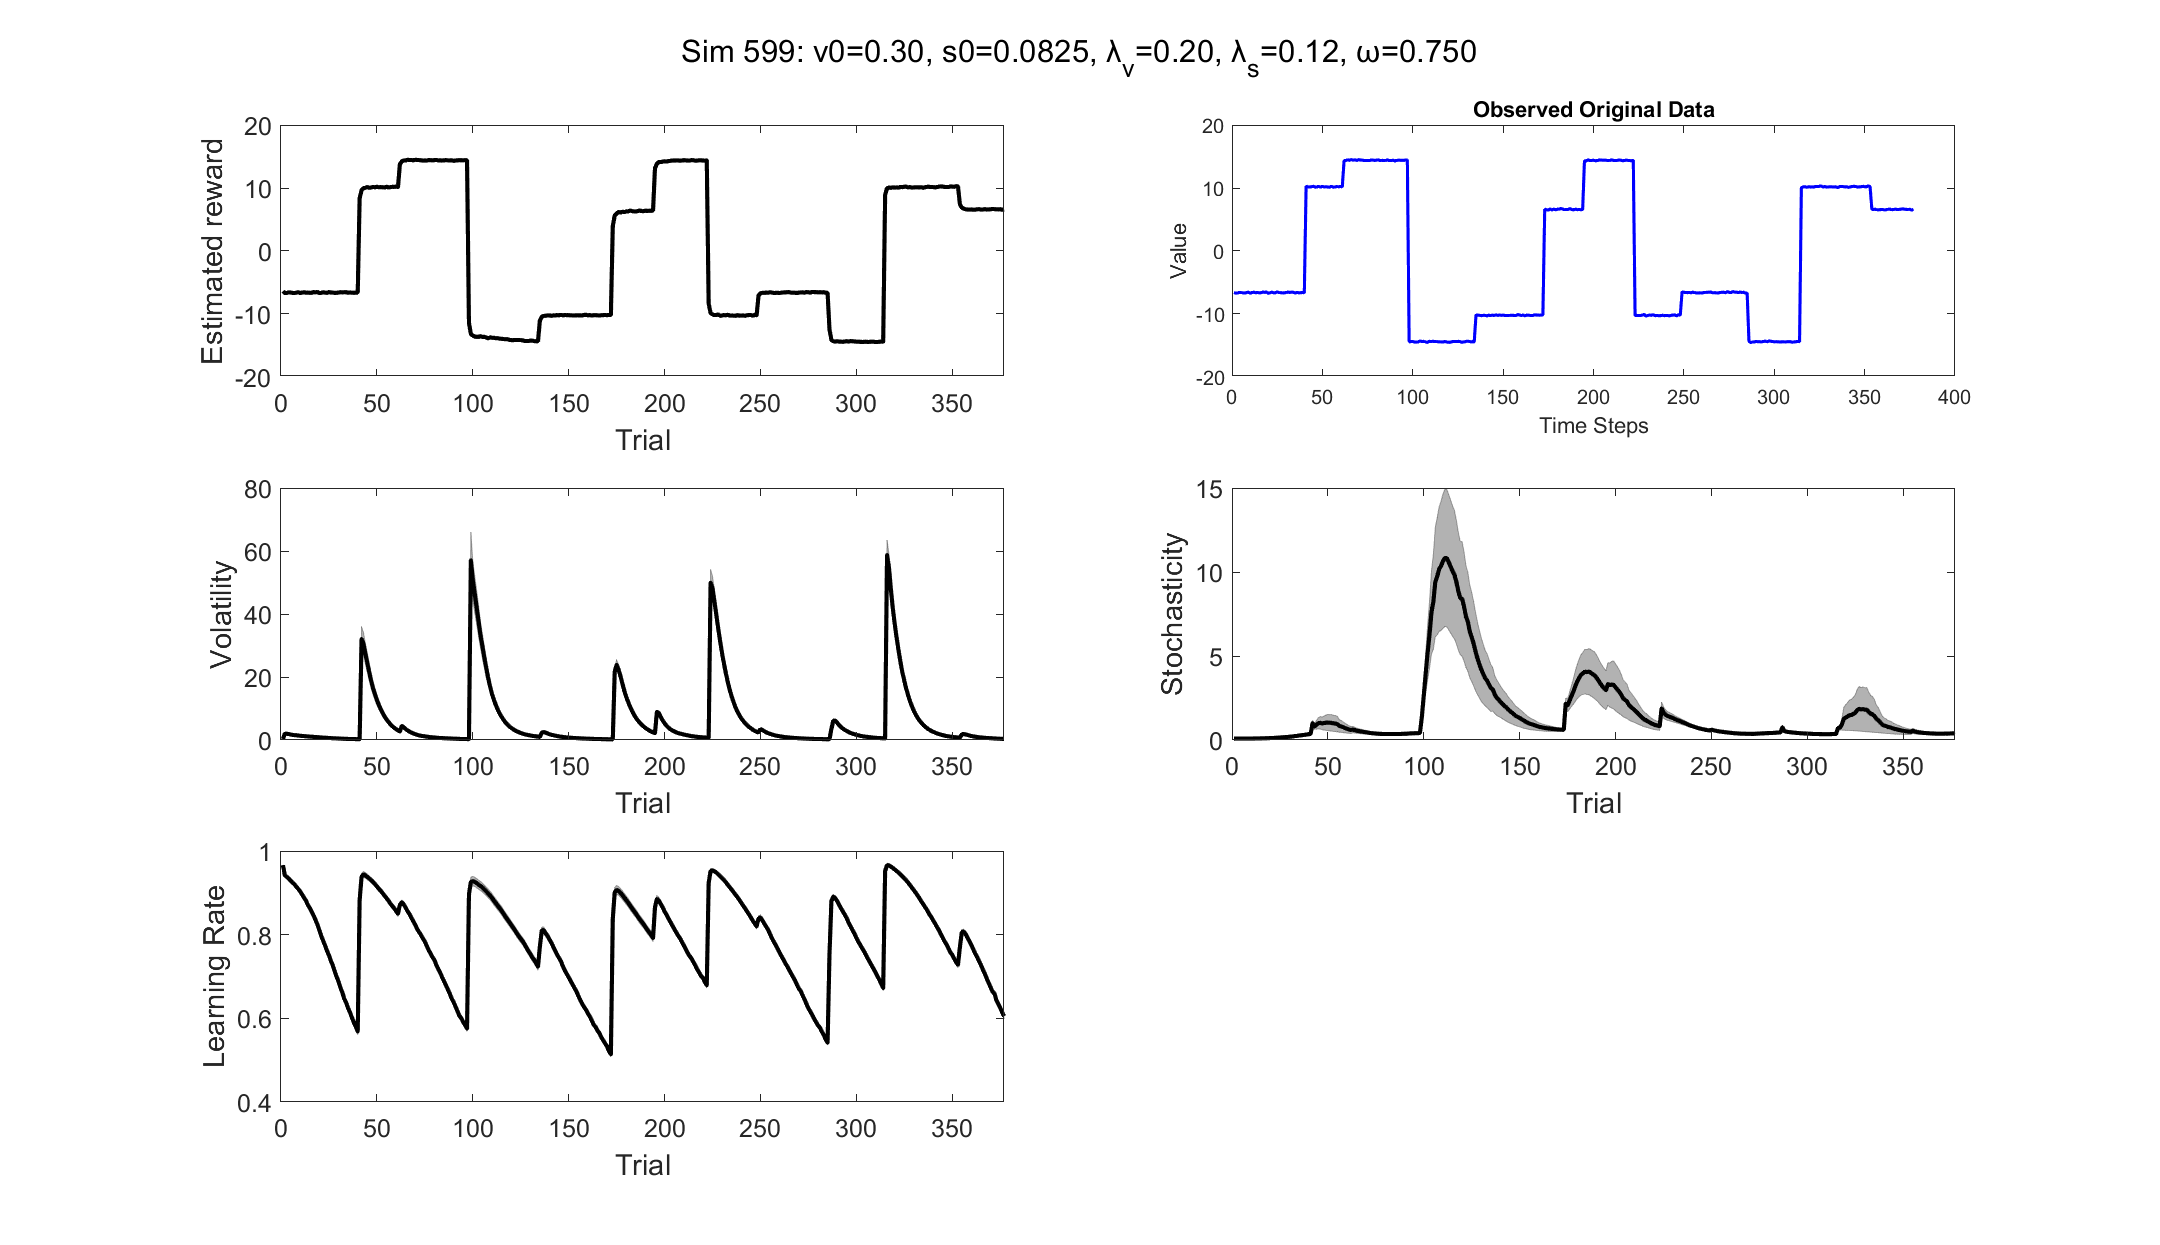 Sim 599: v0=0.30, s0=0.0825, λv=0.20, λs=0.12, ω=0.750
20
10
0
-10
-20
Estimated reward
0 50 100 150 200 250 300 350
Trial
Observed Original Data
20
10
0
-10
-20
Value
0 50 100 150 200 250 300 350 400
Time Steps
80
60
40
20
0
Volatility
0 50 100 150 200 250 300 350
Trial
15
10
5
0
Stochasticity
0 50 100 150 200 250 300 350
Trial
1
0.8
0.6
0.4
Learning Rate
0 50 100 150 200 250 300 350
Trial